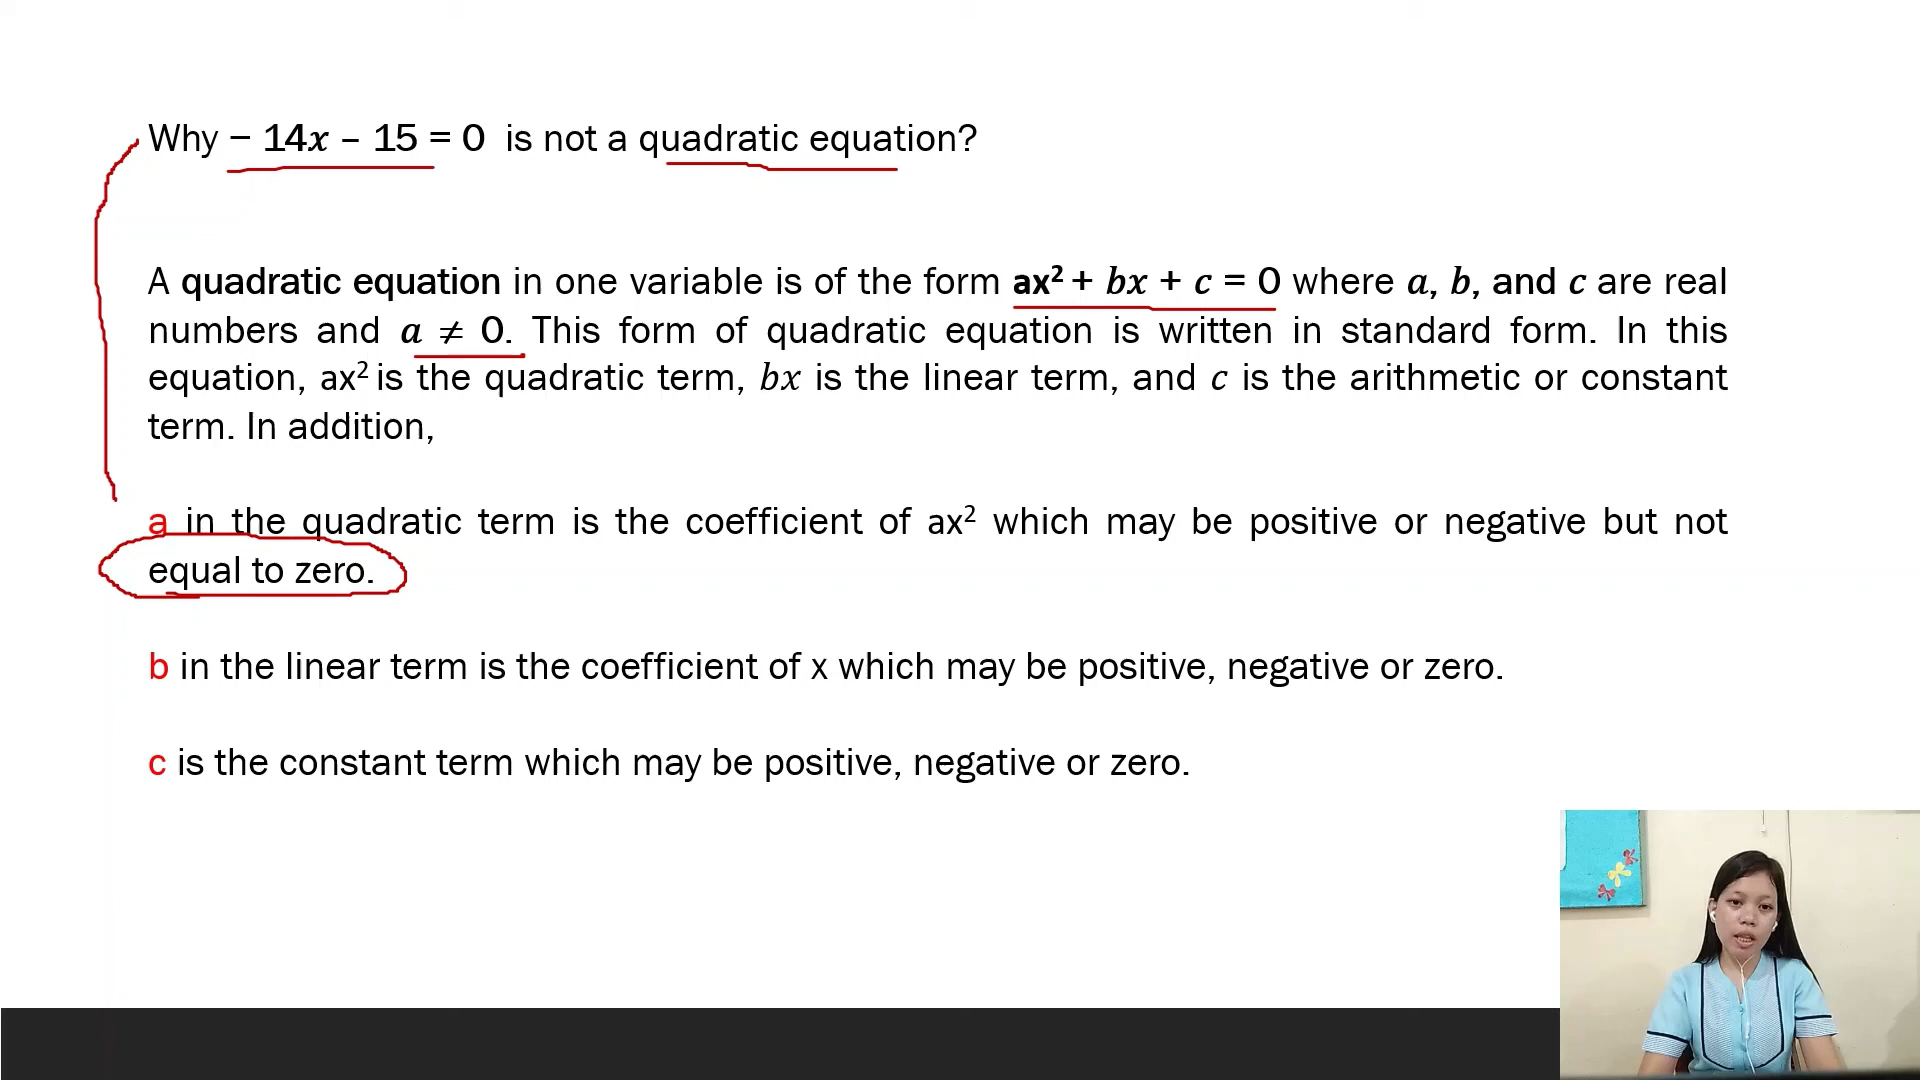 Why − 14x – 15 = 0 is not a quadratic equation?
A quadratic equation in one variable is of the form ax² + bx + c = 0 where a, b, and c are real
numbers and a ≠ 0. This form of quadratic equation is written in standard form. In this
equation, ax² is the quadratic term, bx is the linear term, and c is the arithmetic or constant
term. In addition,
a in the quadratic term is the coefficient of ax² which may be positive or negative but not
equal to zero.
b in the linear term is the coefficient of x which may be positive, negative or zero.
c is the constant term which may be positive, negative or zero.